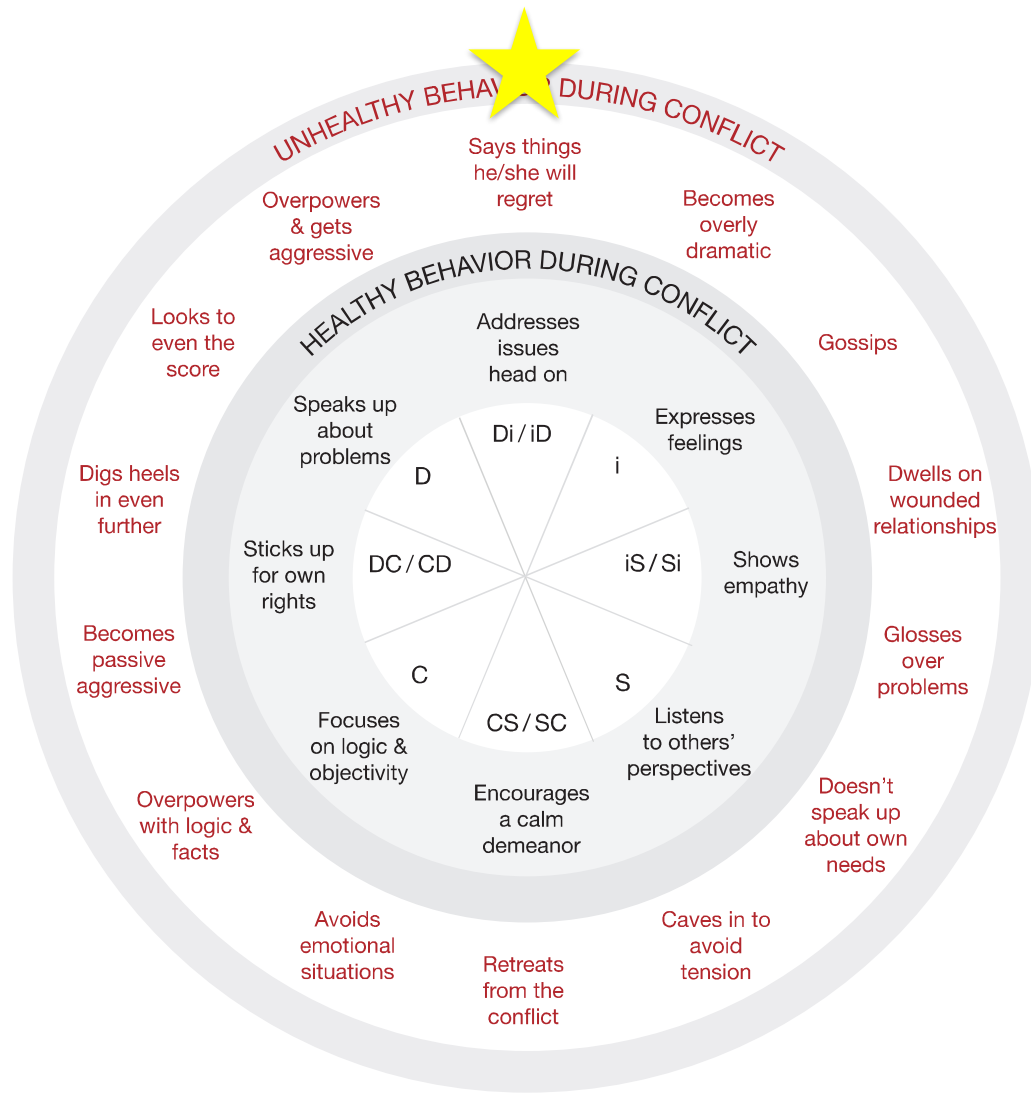 UNHEALTHY BEHAVIOR DURING CONFLICT
Says things
he/she will
regret
Becomes
overly
dramatic
Gossips
Dwells on
wounded
relationships
Glosses
over
problems
Doesn't
speak up
about own
needs
Caves in to
avoid
tension
Retreats
from the
conflict
Avoids
emotional
situations
Overpowers
with logic &
facts
Becomes
passive
aggressive
Digs heels
in even
further
Looks to
even the
score
Overpowers
& gets
aggressive
HEALTHY BEHAVIOR DURING CONFLICT
Addresses
issues
head on
Expresses
feelings
Shows
empathy
Listens
to others'
perspectives
Encourages
a calm
demeanor
Focuses
on logic &
objectivity
Sticks up
for own
rights
Speaks up
about
problems
Di / iD
i
iS / Si
S
CS / SC
C
DC / CD
D